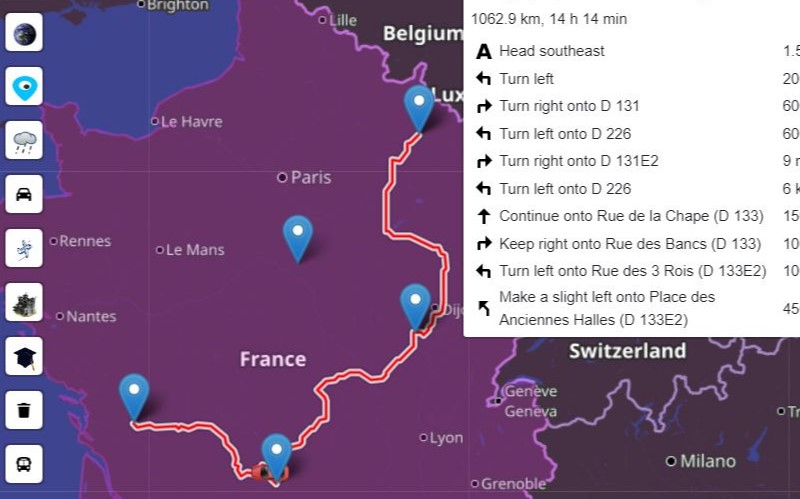 Brighton
Lille
Belgium
Lux
Le Havre
Paris
Rennes
Le Mans
Nantes
Dijo
France
Switzerland
Genève
Geneva
Lyon
Milano
Tr
Grenoble
1062.9 km, 14 h 14 min
A Head southeast 1.5
Turn left 20
Turn right onto D 131 60
Turn left onto D 226 60
Turn right onto D 131E2 9 r
Turn left onto D 226 6 k
Continue onto Rue de la Chape (D 133) 15
Keep right onto Rue des Bancs (D 133) 10
Turn left onto Rue des 3 Rois (D 133E2) 10
Make a slight left onto Place des
Anciennes Halles (D 133E2) 45